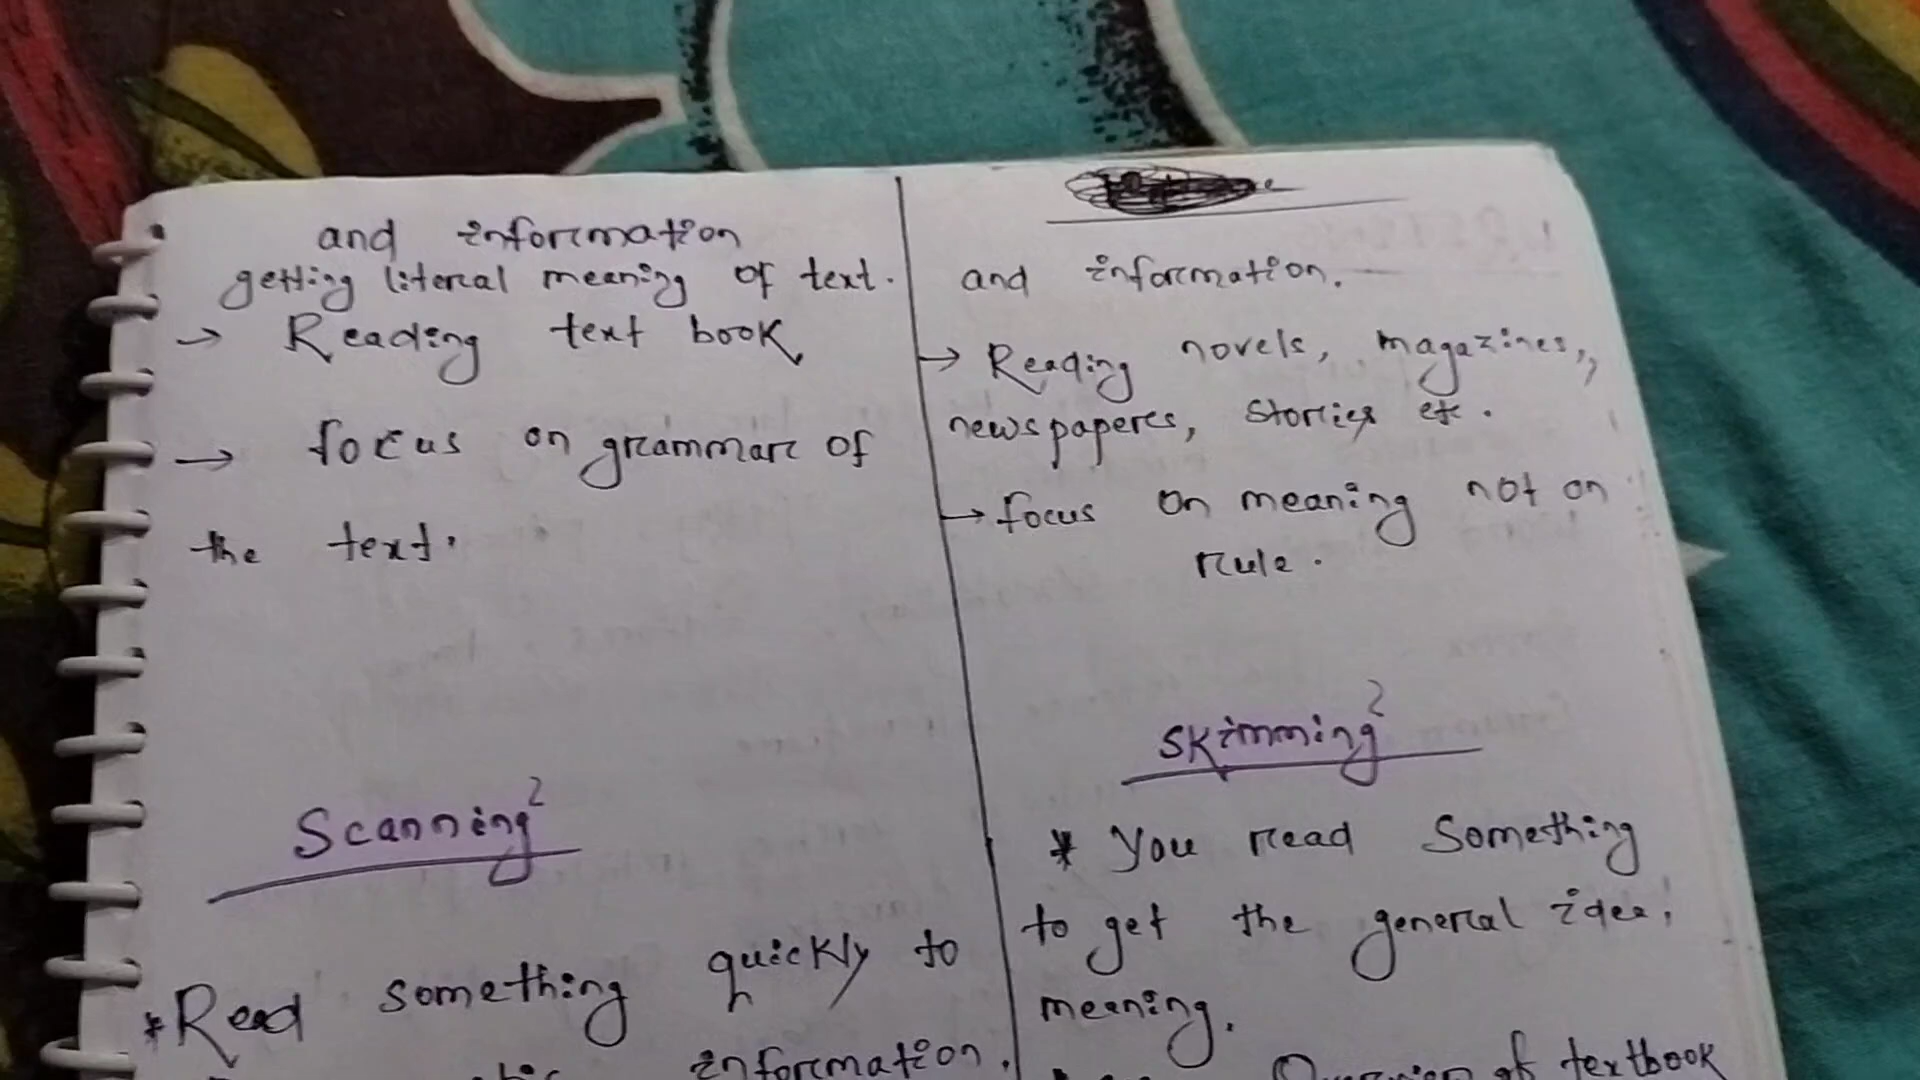 and information
getting literal meaning of text.
→ Reading text book,
→ focus on grammar of
the text.
and information.
→ Reading novels, magazines,,
newspapers, stories etc.
→ focus on meaning not on
rule.
Scanning
* Read something quickly to
information.
Skimming
* You read Something
to get the general idea,
meaning.
of textbook